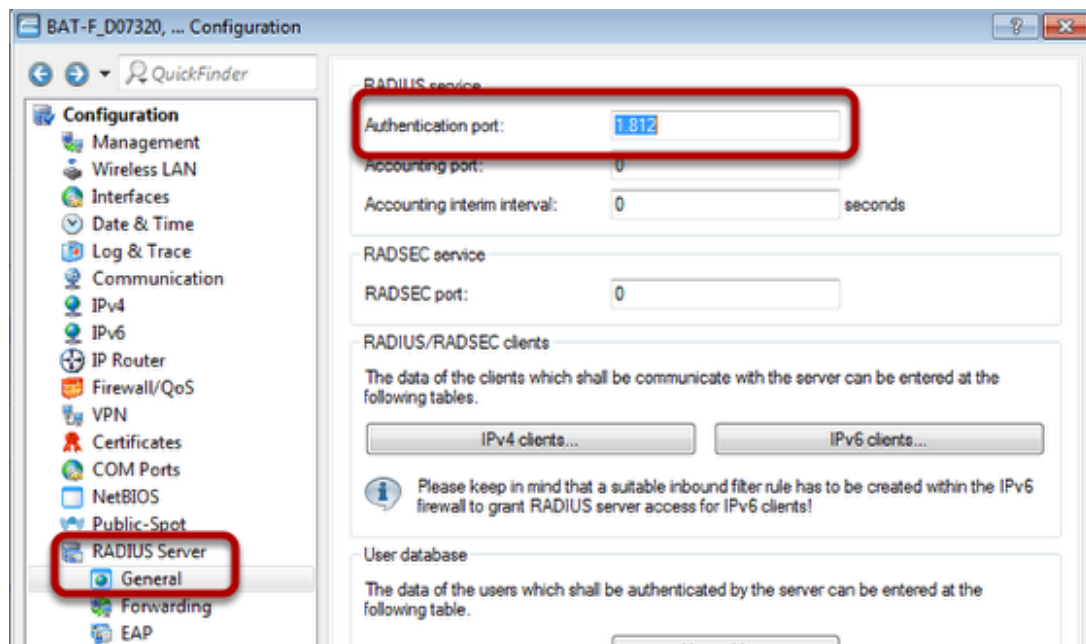 BAT-F_D07320, ... Configuration
QuickFinder
Configuration
Management
Wireless LAN
Interfaces
Date & Time
Log & Trace
Communication
IPv4
IPv6
IP Router
Firewall/QoS
VPN
Certificates
COM Ports
NetBIOS
Public-Spot
RADIUS Server
General
Forwarding
EAP
RADIUS service
Authentication port: 1.812
Accounting port: 0
Accounting interim interval: 0 seconds
RADSEC service
RADSEC port: 0
RADIUS/RADSEC clients
The data of the clients which shall be communicate with the server can be entered at the
following tables.
IPv4 clients... IPv6 clients...
Please keep in mind that a suitable inbound filter rule has to be created within the IPv6
firewall to grant RADIUS server access for IPv6 clients!
User database
The data of the users which shall be authenticated by the server can be entered at the
following table.